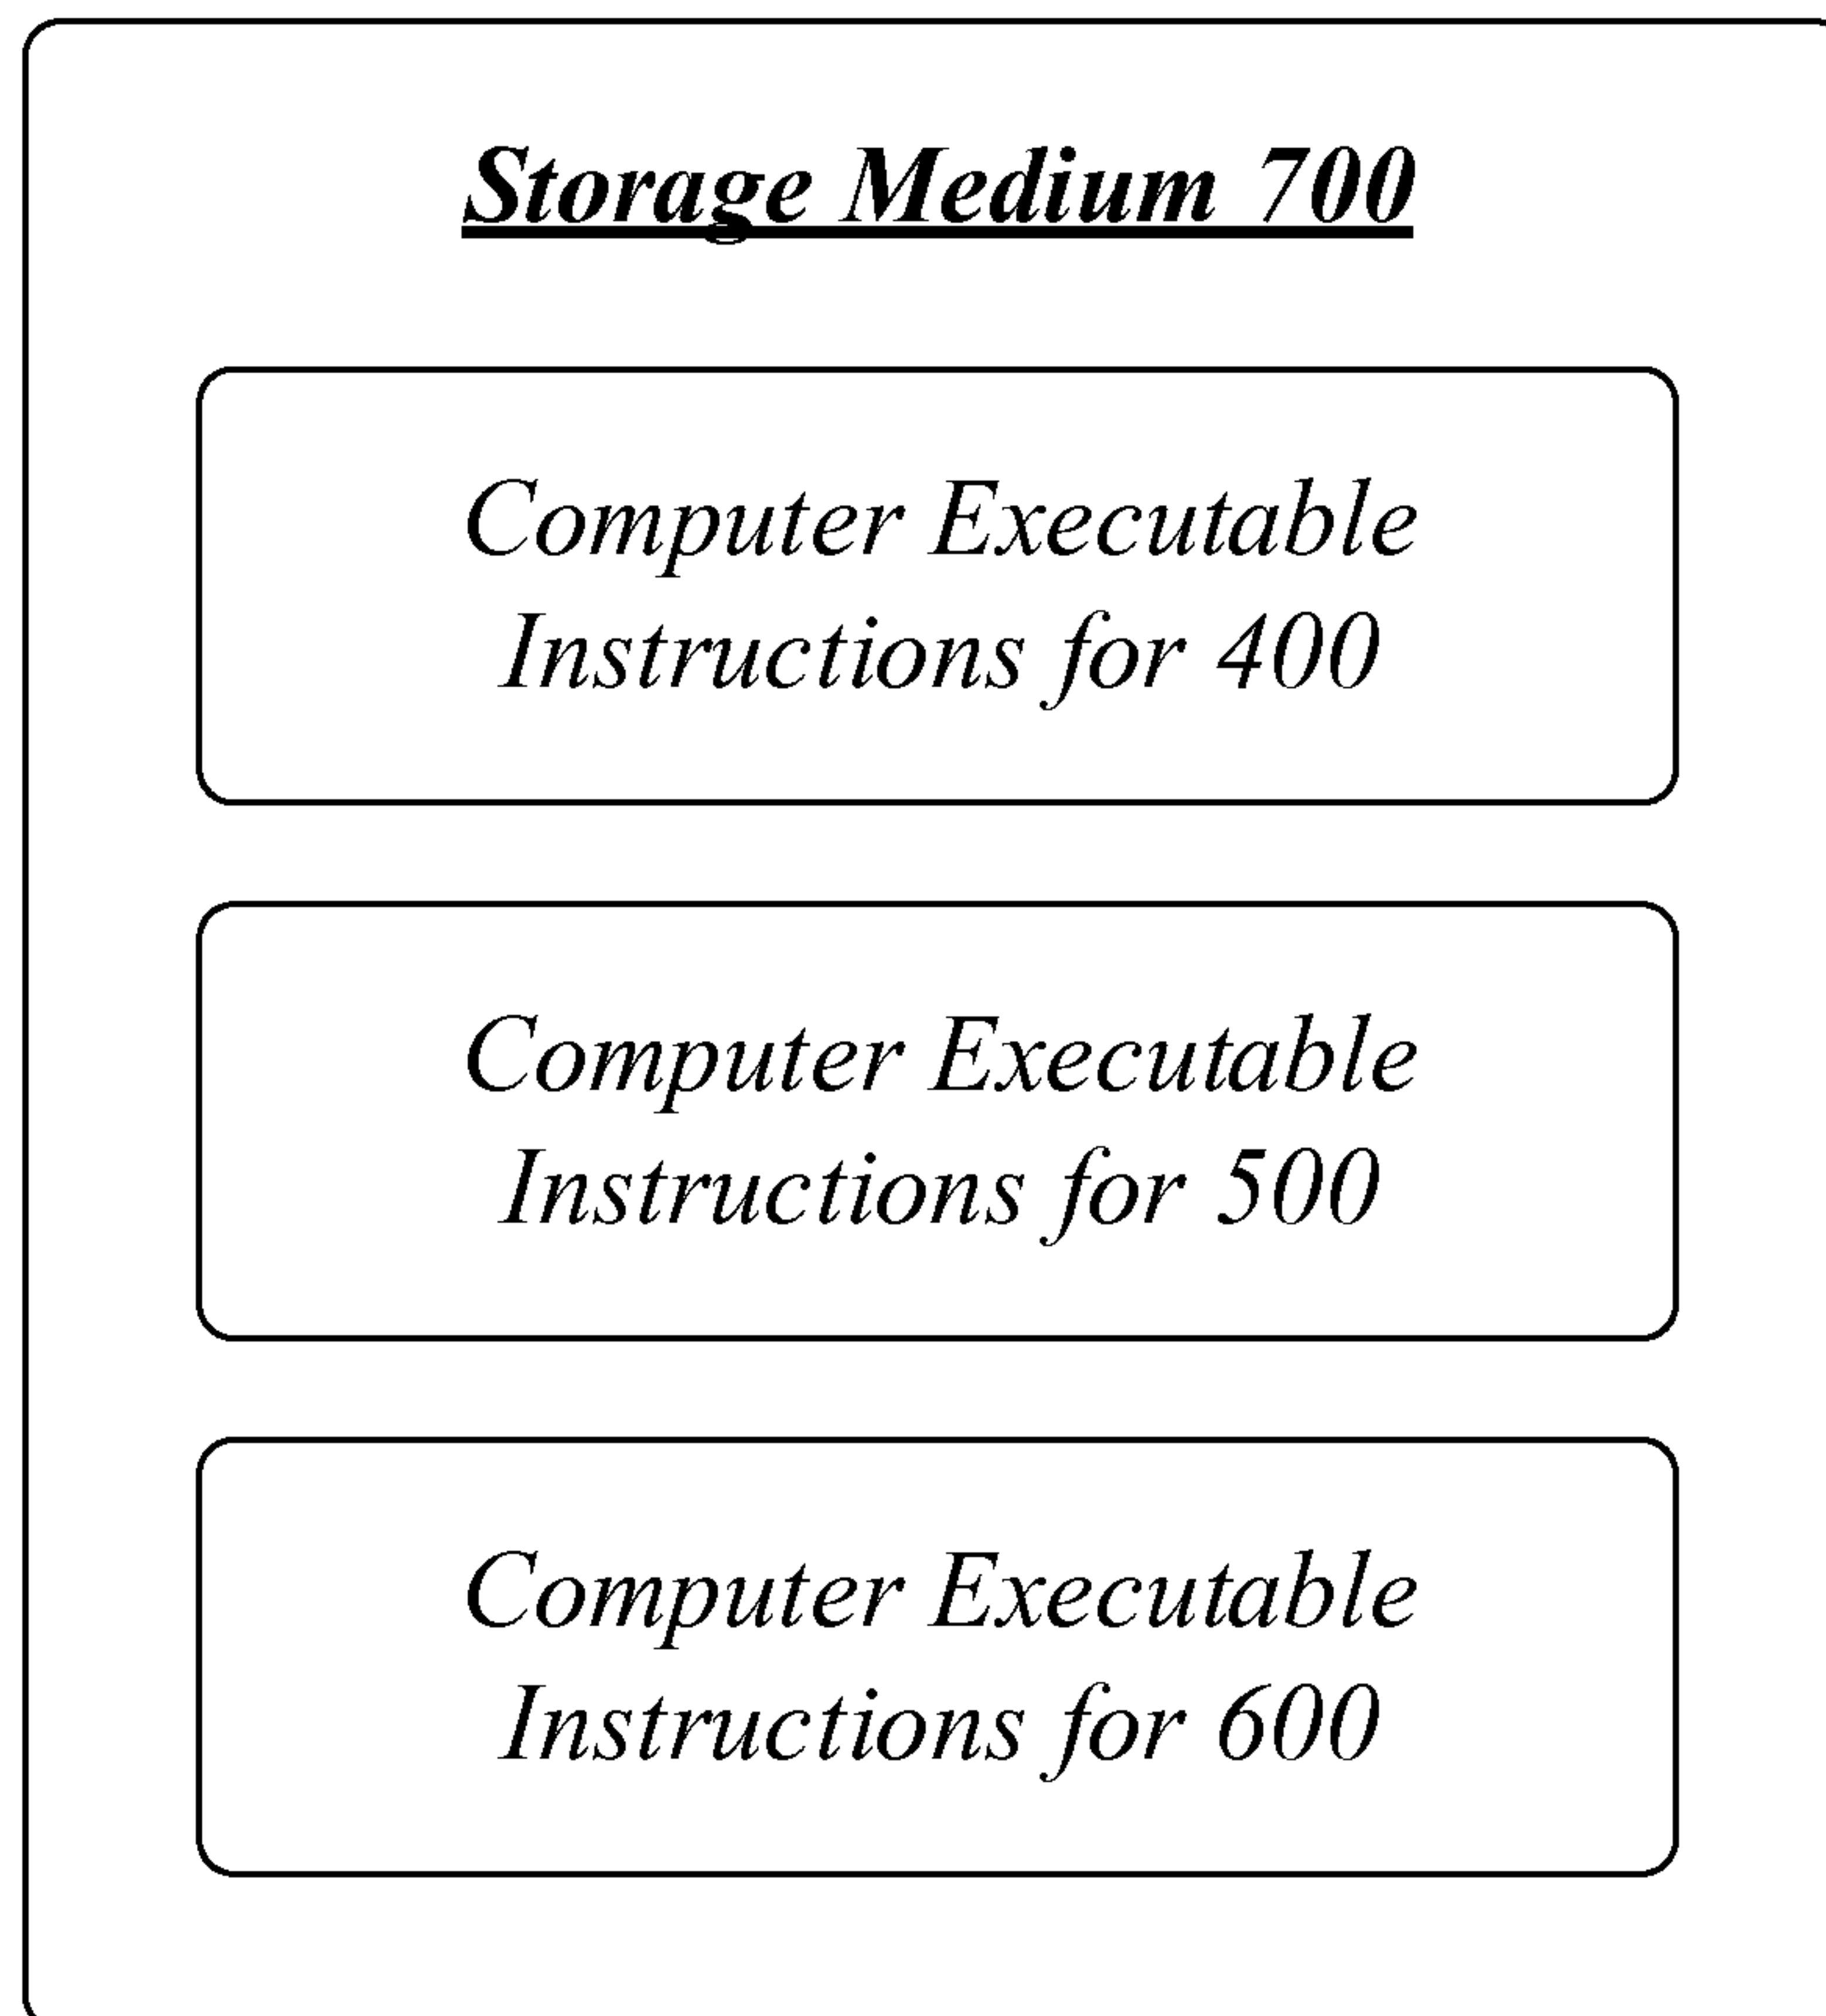 Storage Medium 700
Computer Executable
Instructions for 400
Computer Executable
Instructions for 500
Computer Executable
Instructions for 600